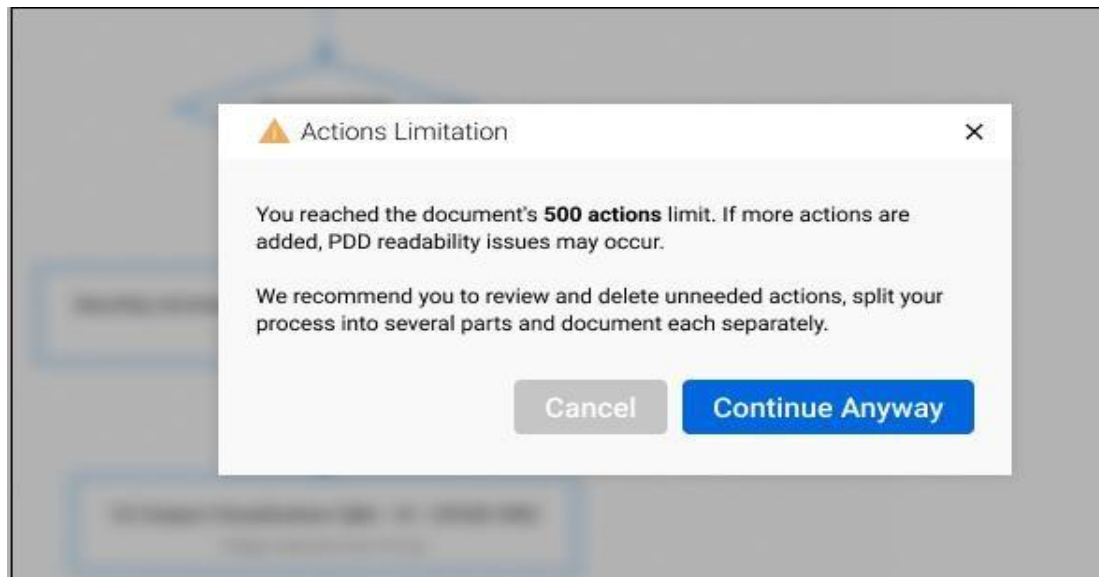 Actions Limitation
You reached the document's 500 actions limit. If more actions are
added, PDD readability issues may occur.
We recommend you to review and delete unneeded actions, split your
process into several parts and document each separately.
Cancel
Continue Anyway